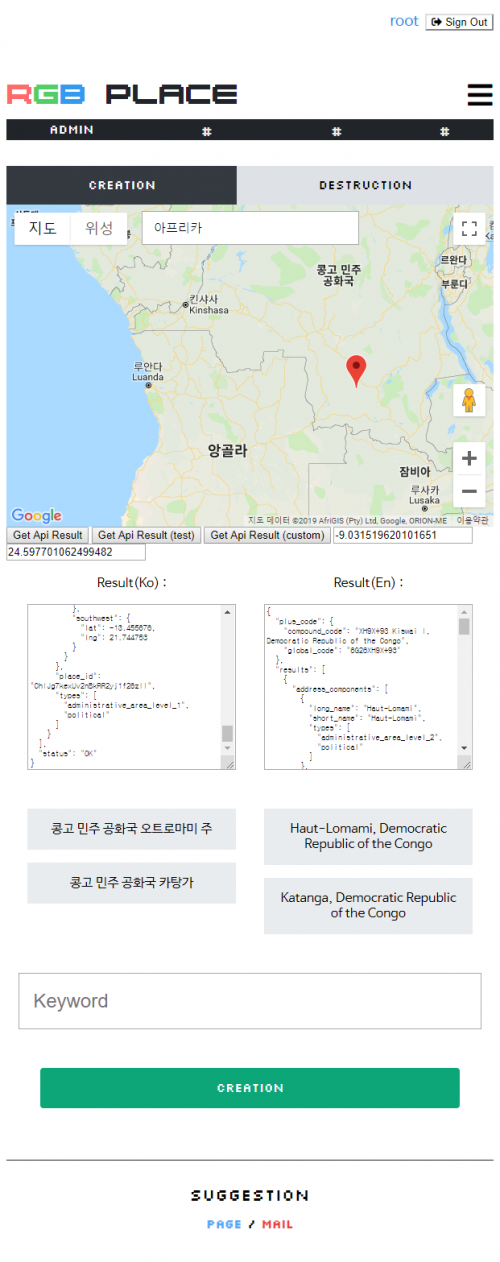 root Sign Out
RGB PLACE
ADMIN # # #
CREATION DESTRUCTION
지도 위성 아프리카
르완다
콩고 민주
공화국
부룬디
킨샤사
Kinshasa
루안다
Luanda
앙골라
잠비아
루사카
Lusaka
Google 지도 데이터 ©2019 AfriGIS (Pty) Ltd, Google, ORION-ME 이용약관
Get Api Result Get Api Result (test) Get Api Result (custom) -9.031519620101651
24.597701062499482
Result(Ko) : Result(En) :
},
"southwest": {
"lat": -13.455676,
"lng": 21.744763
}
}
},
"place_id":
"types": [
"administrative_area_level_1",
"political"
]
}
],
"status": "OK"
}
{
"plus_code": {
"compound_code": "XH9X+93 Kiswai I,
Democratic Republic of the Congo",
"global_code": "6G26XH9X+93"
},
"results": [
{
"address_components": [
{
"long_name": "Haut-Lomami",
"short_name": "Haut-Lomami",
"types": [
"administrative_area_level_2",
"political"
]
},
콩고 민주 공화국 오트로마미 주
콩고 민주 공화국 카탕가
Haut-Lomami, Democratic
Republic of the Congo
Katanga, Democratic Republic
of the Congo
Keyword
CREATION
SUGGESTION
PAGE / MAIL